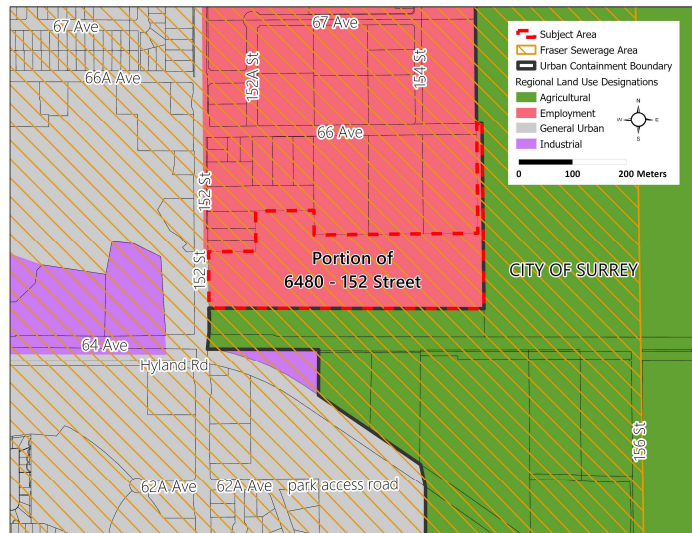 67 Ave
67 Ave
66A Ave
152A St
154 St
66 Ave
152 St
152 St
Portion of
6480 - 152 Street
CITY OF SURREY
64 Ave
Hyland Rd
156 St
62A Ave
62A Ave
park access road
Subject Area
Fraser Sewerage Area
Urban Containment Boundary
Regional Land Use Designations
Agricultural
Employment
General Urban
Industrial
N
W
E
S
0 100 200 Meters